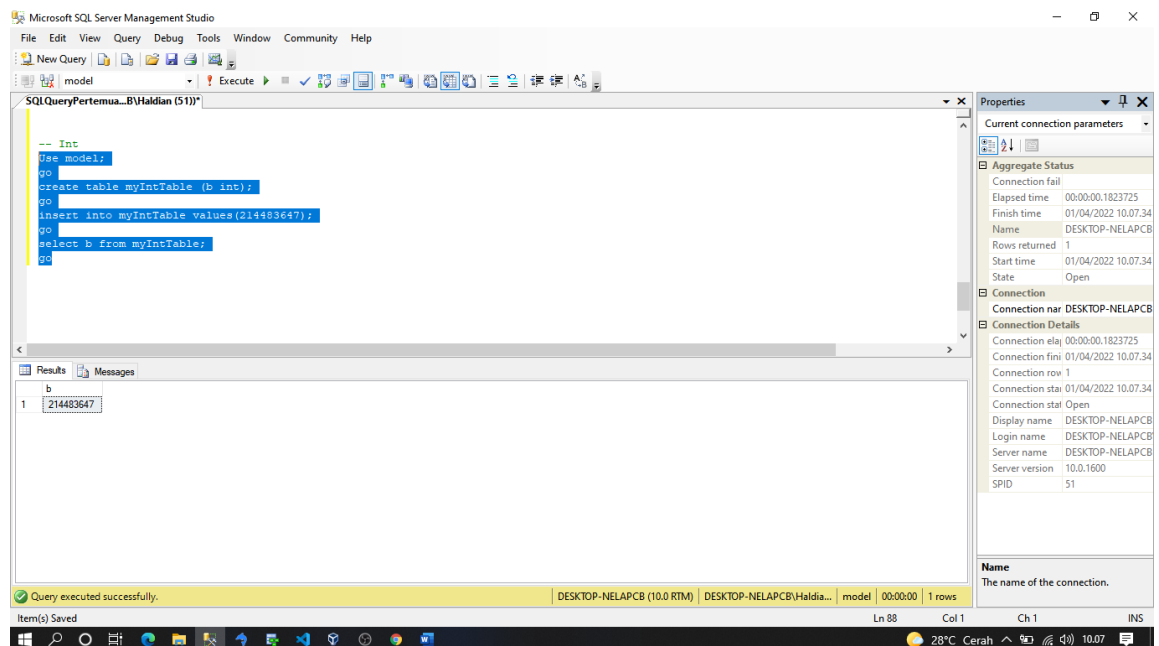 Microsoft SQL Server Management Studio
File Edit View Query Debug Tools Window Community Help
New Query
model Execute
SQLQueryPertemua...B\Haldian (51))*
-- Int
Use model;
go
create table myIntTable (b int);
go
insert into myIntTable values(214483647);
go
select b from myIntTable;
go
Results Messages
b
1 214483647
Query executed successfully. DESKTOP-NELAPCB (10.0 RTM) DESKTOP-NELAPCB\Haldia... model 00:00:00 1 rows
Properties
Current connection parameters
Aggregate Status
Connection fail
Elapsed time 00:00:00.1823725
Finish time 01/04/2022 10.07.34
Name DESKTOP-NELAPCB
Rows returned 1
Start time 01/04/2022 10.07.34
State Open
Connection
Connection nar DESKTOP-NELAPCB
Connection Details
Connection ela 00:00:00.1823725
Connection fini 01/04/2022 10.07.34
Connection row 1
Connection sta 01/04/2022 10.07.34
Connection stat Open
Display name DESKTOP-NELAPCB
Login name DESKTOP-NELAPCB
Server name DESKTOP-NELAPCB
Server version 10.0.1600
SPID 51
Name
The name of the connection.
Item(s) Saved Ln 88 Col 1 Ch 1 INS
28°C Cerah 10.07